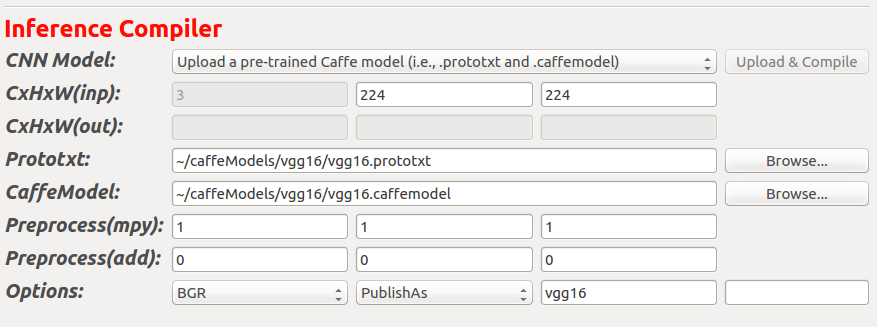 Inference Compiler
CNN Model: Upload a pre-trained Caffe model (i.e., .prototxt and .caffemodel) Upload & Compile
CxHxW(inp): 3 224 224
CxHxW(out):
Prototxt: ~/caffeModels/vgg16/vgg16.prototxt Browse...
CaffeModel: ~/caffeModels/vgg16/vgg16.caffemodel Browse...
Preprocess(mpy): 1 1 1
Preprocess(add): 0 0 0
Options: BGR PublishAs vgg16